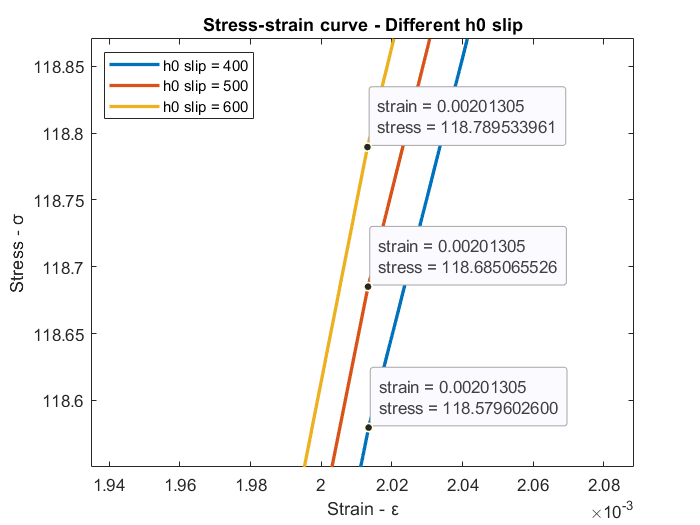 Stress-strain curve - Different h0 slip
h0 slip = 400
h0 slip = 500
h0 slip = 600
strain = 0.00201305
stress = 118.789533961
strain = 0.00201305
stress = 118.685065526
strain = 0.00201305
stress = 118.579602600
118.85
118.8
118.75
118.7
118.65
118.6
Stress - σ
1.94 1.96 1.98 2 2.02 2.04 2.06 2.08
Strain - ε
×10⁻³